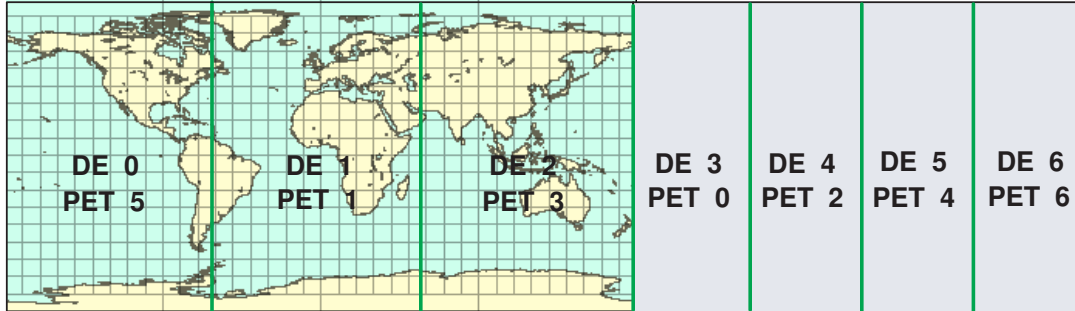 DE 0
PET 5
DE 1
PET 1
DE 2
PET 3
DE 3
PET 0
DE 4
PET 2
DE 5
PET 4
DE 6
PET 6